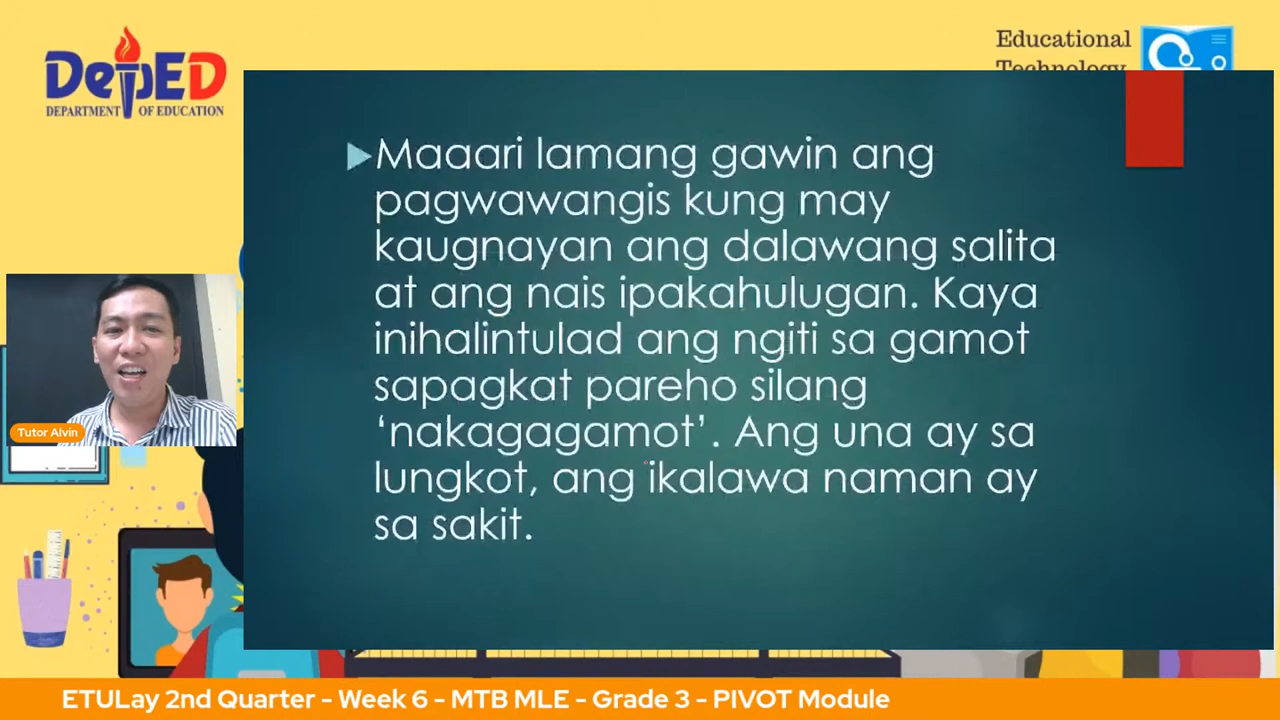 DepED
DEPARTMENT OF EDUCATION
Educational
Technology
Maaari lamang gawin ang
pagwawangis kung may
kaugnayan ang dalawang salita
at ang nais ipakahulugan. Kaya
inihalintulad ang ngiti sa gamot
sapagkat pareho silang
‘nakagagamot’. Ang una ay sa
lungkot, ang ikalawa naman ay
sa sakit.
Tutor Alvin
ETULay 2nd Quarter - Week 6 - MTB MLE - Grade 3 - PIVOT Module